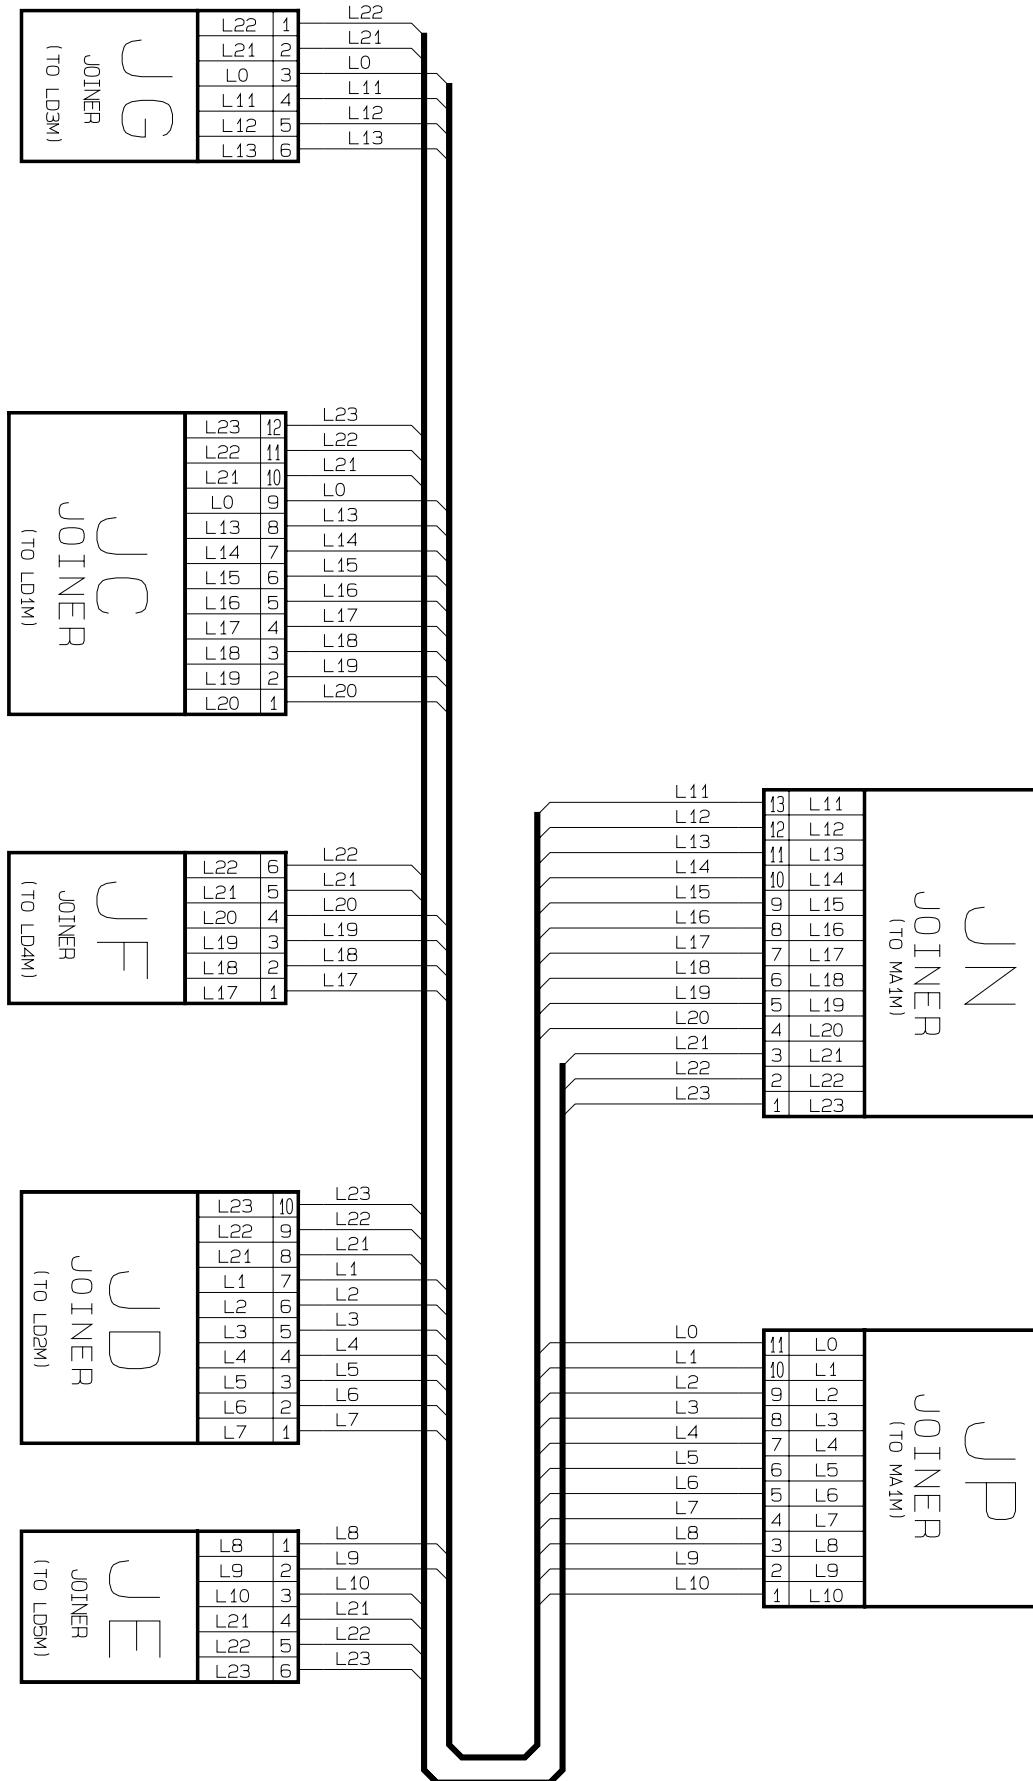 L22 1 L22
L21 2 L21
L0 3 L0
L11 4 L11
L12 5 L12
L13 6 L13
JG
JOINER
(TO LD3M)
L23 12 L23
L22 11 L22
L21 10 L21
L0 9 L0
L13 8 L13
L14 7 L14
L15 6 L15
L16 5 L16
L17 4 L17
L18 3 L18
L19 2 L19
L20 1 L20
JC
JOINER
(TO LD1M)
L22 6 L22
L21 5 L21
L20 4 L20
L19 3 L19
L18 2 L18
L17 1 L17
JF
JOINER
(TO LD4M)
L23 10 L23
L22 9 L22
L21 8 L21
L1 7 L1
L2 6 L2
L3 5 L3
L4 4 L4
L5 3 L5
L6 2 L6
L7 1 L7
JD
JOINER
(TO LD2M)
L8 1 L8
L9 2 L9
L10 3 L10
L21 4 L21
L22 5 L22
L23 6 L23
JE
JOINER
(TO LD5M)
L11 13 L11
L12 12 L12
L13 11 L13
L14 10 L14
L15 9 L15
L16 8 L16
L17 7 L17
L18 6 L18
L19 5 L19
L20 4 L20
L21 3 L21
L22 2 L22
L23 1 L23
JN
JOINER
(TO MA1M)
L0 11 L0
L1 10 L1
L2 9 L2
L3 8 L3
L4 7 L4
L5 6 L5
L6 5 L6
L7 4 L7
L8 3 L8
L9 2 L9
L10 1 L10
JP
JOINER
(TO MA1M)